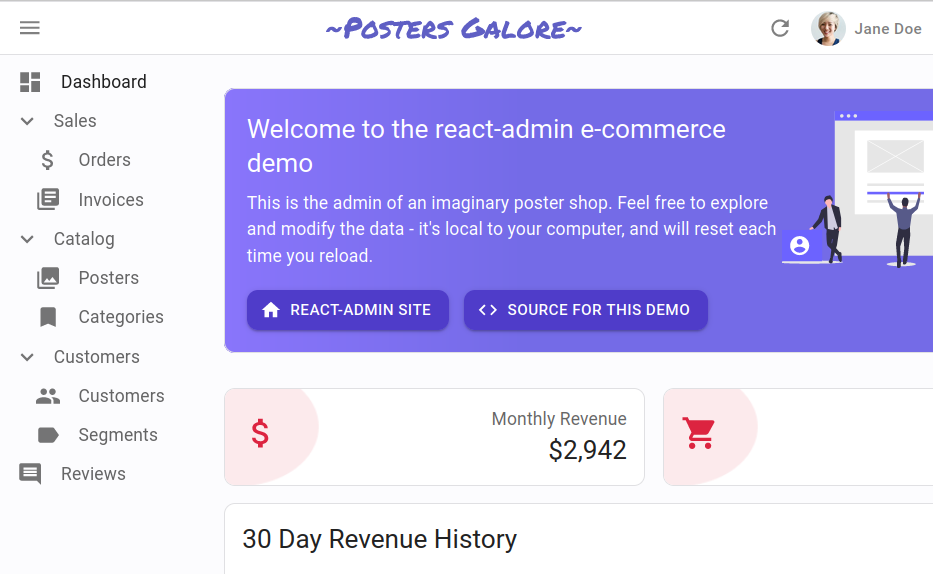 ~Posters Galore~
Jane Doe
Dashboard
Sales
Orders
Invoices
Catalog
Posters
Categories
Customers
Customers
Segments
Reviews
Welcome to the react-admin e-commerce
demo
This is the admin of an imaginary poster shop. Feel free to explore
and modify the data - it's local to your computer, and will reset each
time you reload.
REACT-ADMIN SITE
SOURCE FOR THIS DEMO
Monthly Revenue
$2,942
30 Day Revenue History